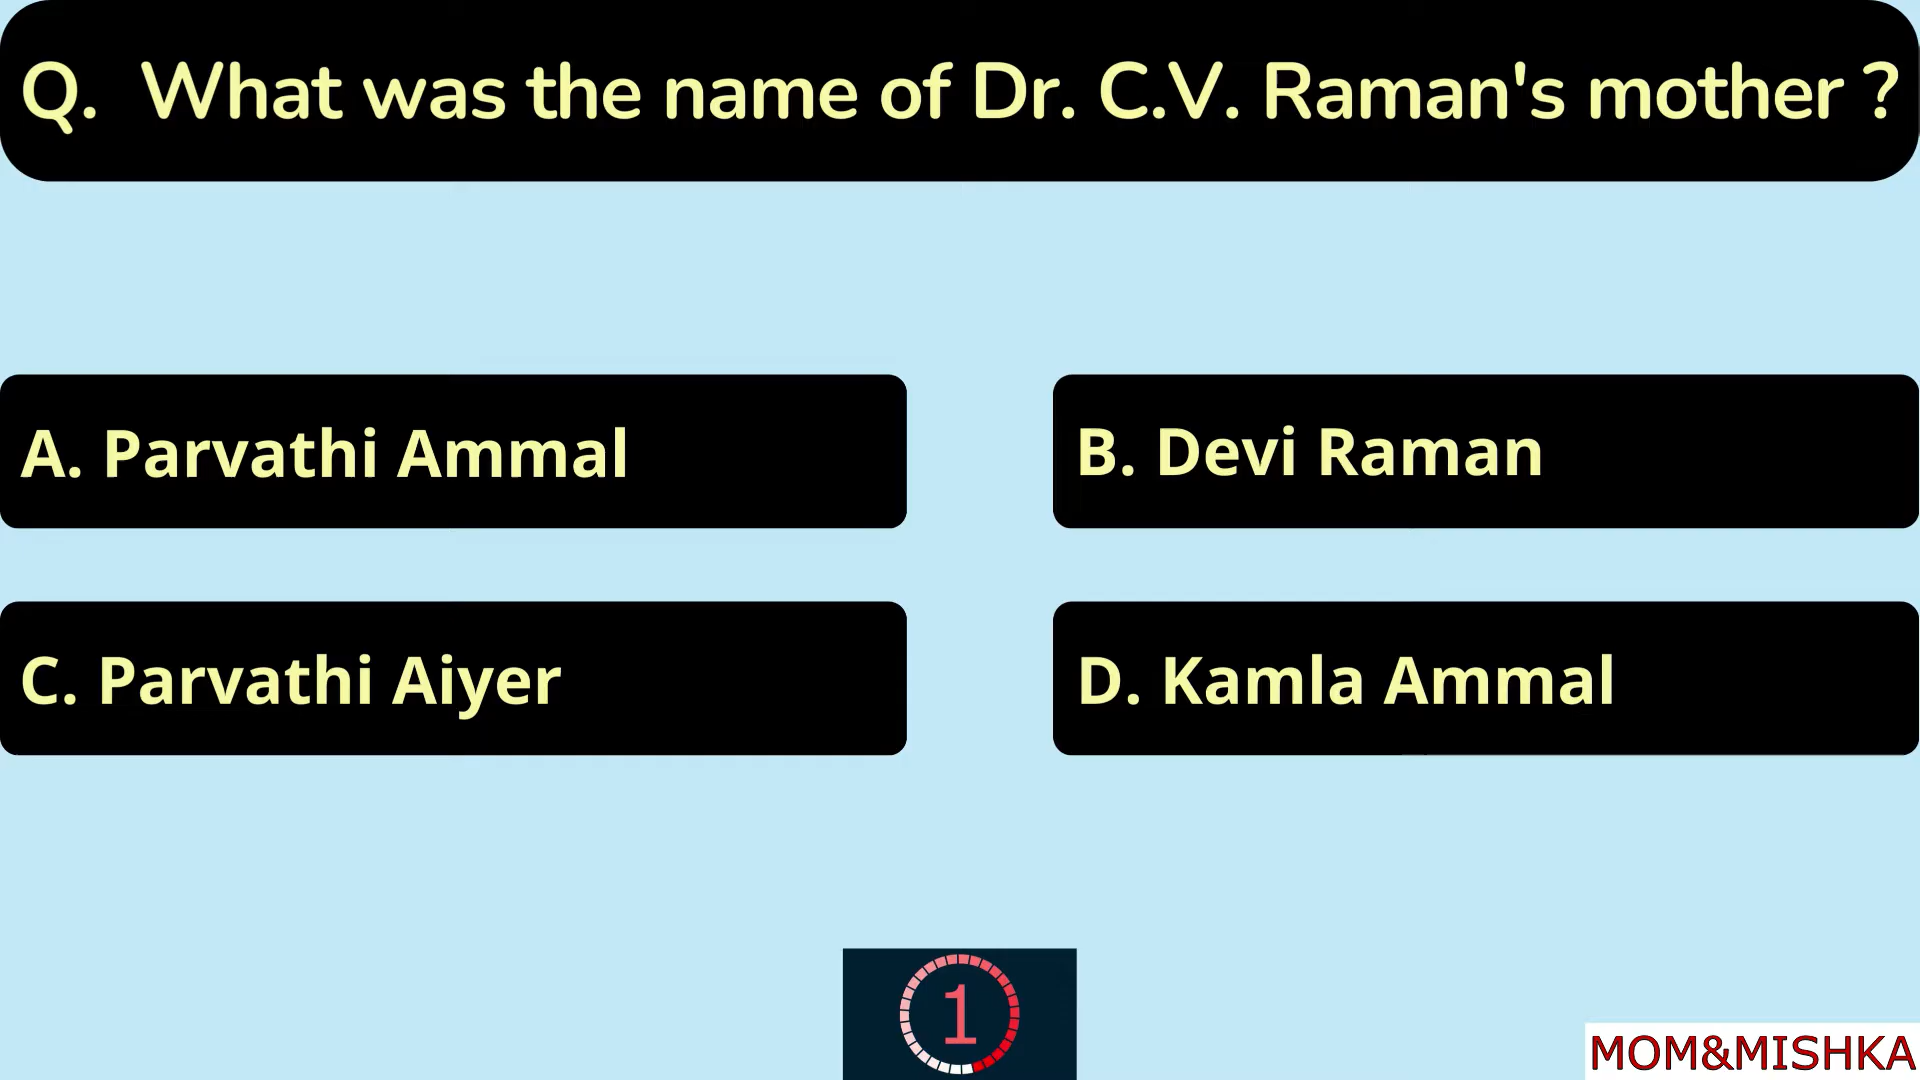 Q. What was the name of Dr. C.V. Raman's mother ?
A. Parvathi Ammal
B. Devi Raman
C. Parvathi Aiyer
D. Kamla Ammal
1
MOM&MISHKA